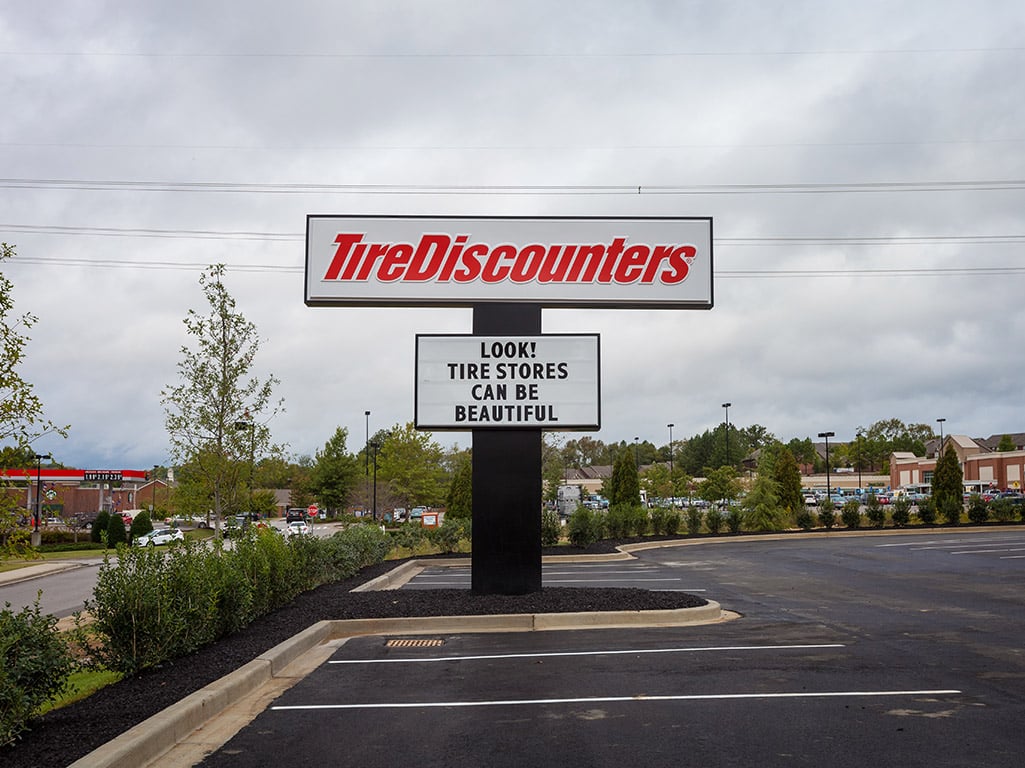 TireDiscounters®
LOOK!
TIRE STORES
CAN BE
BEAUTIFUL